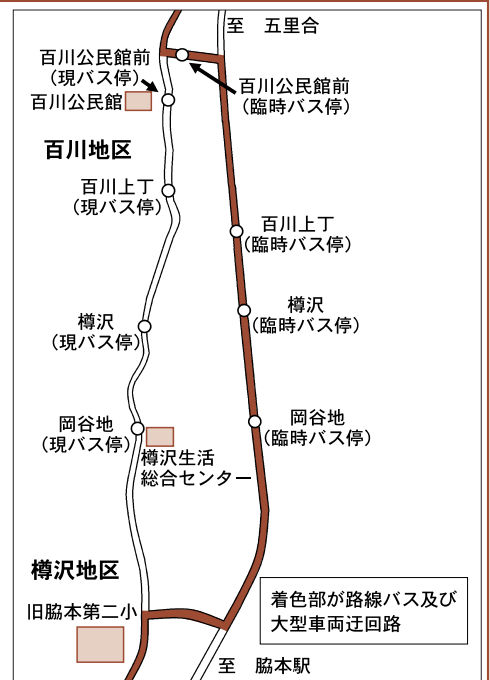 至　五里合
百川公民館前
(現バス停)
百川公民館
百川公民館前
(臨時バス停)
百川地区
百川上丁
(現バス停)
百川上丁
(臨時バス停)
樽沢
(現バス停)
樽沢
(臨時バス停)
岡谷地
(現バス停)
岡谷地
(臨時バス停)
樽沢生活
総合センター
樽沢地区
旧脇本第二小
着色部が路線バス及び
大型車両迂回路
至　脇本駅